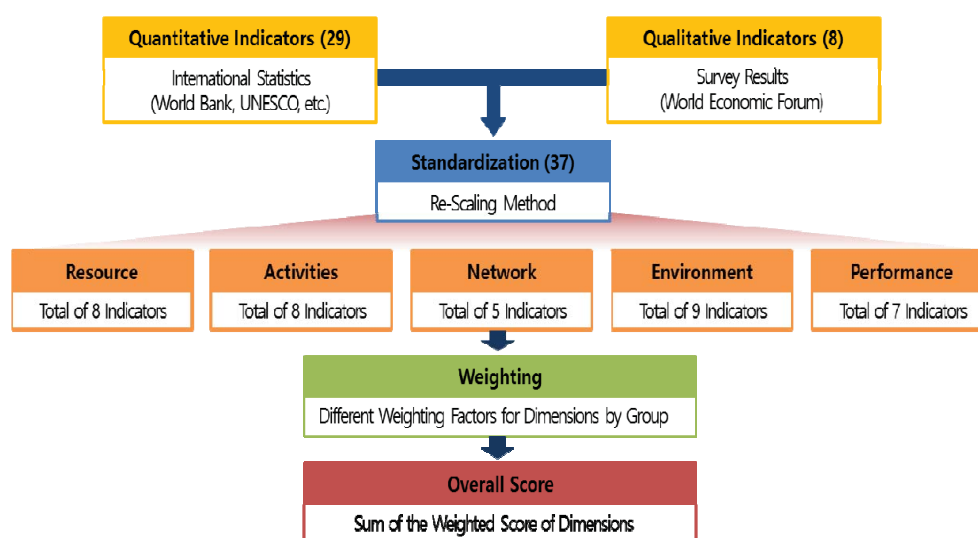 Quantitative Indicators (29)
International Statistics
(World Bank, UNESCO, etc.)
Qualitative Indicators (8)
Survey Results
(World Economic Forum)
Standardization (37)
Re-Scaling Method
Resource
Total of 8 Indicators
Activities
Total of 8 Indicators
Network
Total of 5 Indicators
Environment
Total of 9 Indicators
Performance
Total of 7 Indicators
Weighting
Different Weighting Factors for Dimensions by Group
Overall Score
Sum of the Weighted Score of Dimensions